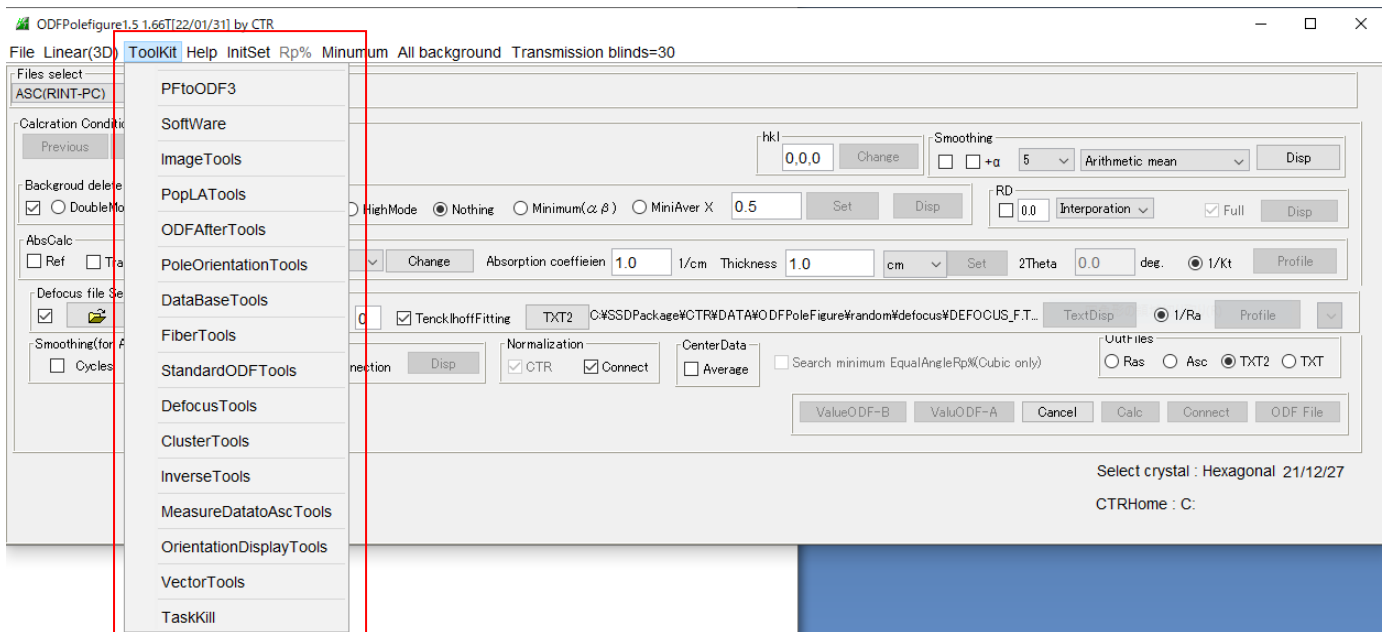 ODFPolefigure1.5 1.66T[22/01/31] by CTR
File Linear(3D) ToolKit Help InitSet Rp% Minumum All background Transmission blinds=30
Files select
ASC(RINT-PC)
PFtoODF3
SoftWare
ImageTools
PopLATools
ODFAfterTools
PoleOrientationTools
DataBaseTools
FiberTools
StandardODFTools
DefocusTools
ClusterTools
InverseTools
MeasureDatatoAscTools
OrientationDisplayTools
VectorTools
TaskKill
Calcration Conditio
Previous
hkl
0,0,0 Change
Smoothing
+α 5 Arithmetic mean Disp
Backgroud delete
DoubleMo HighMode Nothing Minimum(αβ) MiniAver X 0.5 Set Disp
RD
0.0 Interporation Full Disp
AbsCalc
Ref Tra Change Absorption coeffieien 1.0 1/cm Thickness 1.0 cm Set 2Theta 0.0 deg. 1/Kt Profile
Defocus file Se
0 TencklhoffFitting TXT2 C:¥SSDPackage¥CTR¥DATA¥ODFPoleFigure¥random¥defocus¥DEFOCUS_F.T... TextDisp 1/Ra Profile
Smoothing(for A
Cycles nection Disp
Normalization
CTR Connect
CenterData
Average
Search minimum EqualAngleRp%(Cubic only)
OutFiles
Ras Asc TXT2 TXT
ValueODF-B ValuODF-A Cancel Calc Connect ODF File
Select crystal : Hexagonal 21/12/27
CTRHome : C: